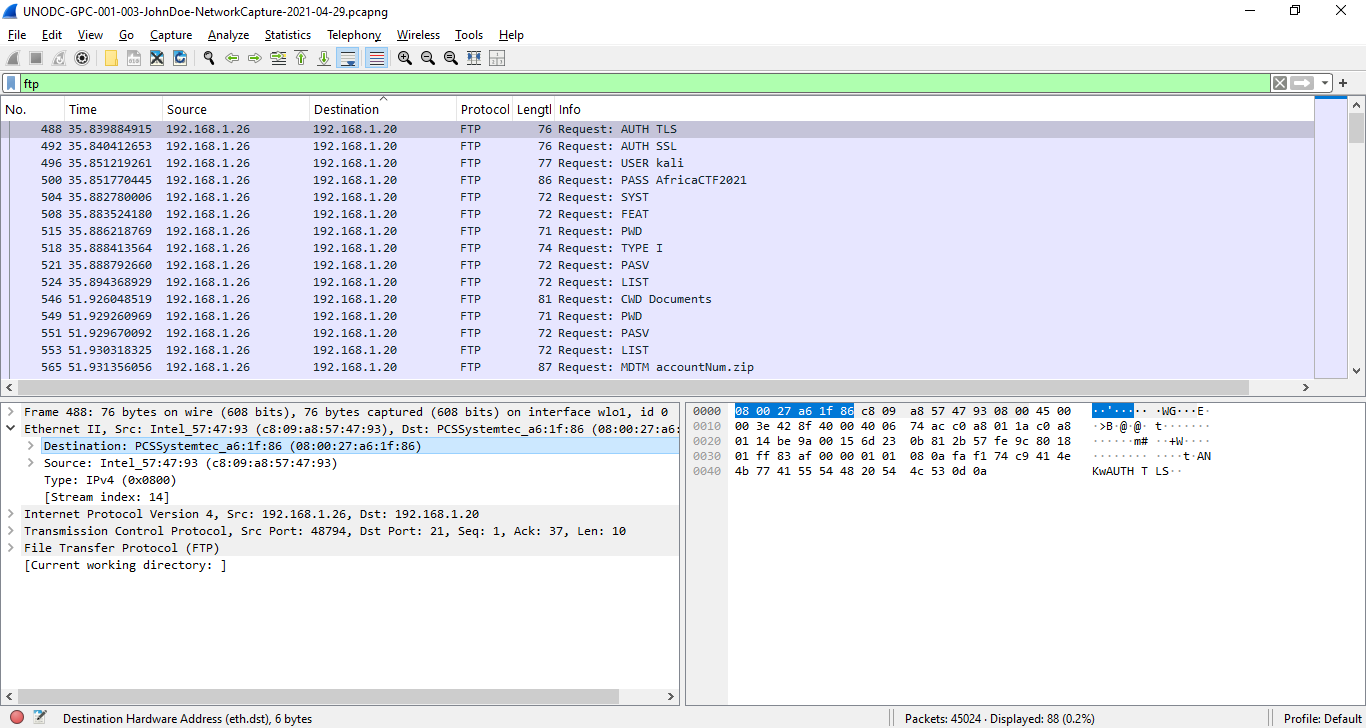 UNODC-GPC-001-003-JohnDoe-NetworkCapture-2021-04-29.pcapng
File Edit View Go Capture Analyze Statistics Telephony Wireless Tools Help
ftp
No. Time Source Destination Protocol Lengtl Info
488 35.839884915 192.168.1.26 192.168.1.20 FTP 76 Request: AUTH TLS
492 35.840412653 192.168.1.26 192.168.1.20 FTP 76 Request: AUTH SSL
496 35.851219261 192.168.1.26 192.168.1.20 FTP 77 Request: USER kali
500 35.851770445 192.168.1.26 192.168.1.20 FTP 86 Request: PASS AfricaCTF2021
504 35.882780006 192.168.1.26 192.168.1.20 FTP 72 Request: SYST
508 35.883524180 192.168.1.26 192.168.1.20 FTP 72 Request: FEAT
515 35.886218769 192.168.1.26 192.168.1.20 FTP 71 Request: PWD
518 35.888413564 192.168.1.26 192.168.1.20 FTP 74 Request: TYPE I
521 35.888792660 192.168.1.26 192.168.1.20 FTP 72 Request: PASV
524 35.894368929 192.168.1.26 192.168.1.20 FTP 72 Request: LIST
546 51.926048519 192.168.1.26 192.168.1.20 FTP 81 Request: CWD Documents
549 51.929260969 192.168.1.26 192.168.1.20 FTP 71 Request: PWD
551 51.929670092 192.168.1.26 192.168.1.20 FTP 72 Request: PASV
553 51.930318325 192.168.1.26 192.168.1.20 FTP 72 Request: LIST
565 51.931356056 192.168.1.26 192.168.1.20 FTP 87 Request: MDTM accountNum.zip
Frame 488: 76 bytes on wire (608 bits), 76 bytes captured (608 bits) on interface wlo1, id 0
Ethernet II, Src: Intel_57:47:93 (c8:09:a8:57:47:93), Dst: PCSSystemtec_a6:1f:86 (08:00:27:a6:
Destination: PCSSystemtec_a6:1f:86 (08:00:27:a6:1f:86)
Source: Intel_57:47:93 (c8:09:a8:57:47:93)
Type: IPv4 (0x0800)
[Stream index: 14]
Internet Protocol Version 4, Src: 192.168.1.26, Dst: 192.168.1.20
Transmission Control Protocol, Src Port: 48794, Dst Port: 21, Seq: 1, Ack: 37, Len: 10
File Transfer Protocol (FTP)
[Current working directory: ]
0000 08 00 27 a6 1f 86 c8 09 a8 57 47 93 08 00 45 00 ··'····· ·WG···E·
0010 00 3e 42 8f 40 00 40 06 74 ac c0 a8 01 1a c0 a8 ·>B·@·@· t·······
0020 01 14 be 9a 00 15 6d 23 0b 81 2b 57 fe 9c 80 18 ······m# ··+W····
0030 01 ff 83 af 00 00 01 01 08 0a fa f1 74 c9 41 4e ········ ····t·AN
0040 4b 77 41 55 54 48 20 54 4c 53 0d 0a KwAUTH T LS··
Destination Hardware Address (eth.dst), 6 bytes
Packets: 45024 · Displayed: 88 (0.2%)
Profile: Default